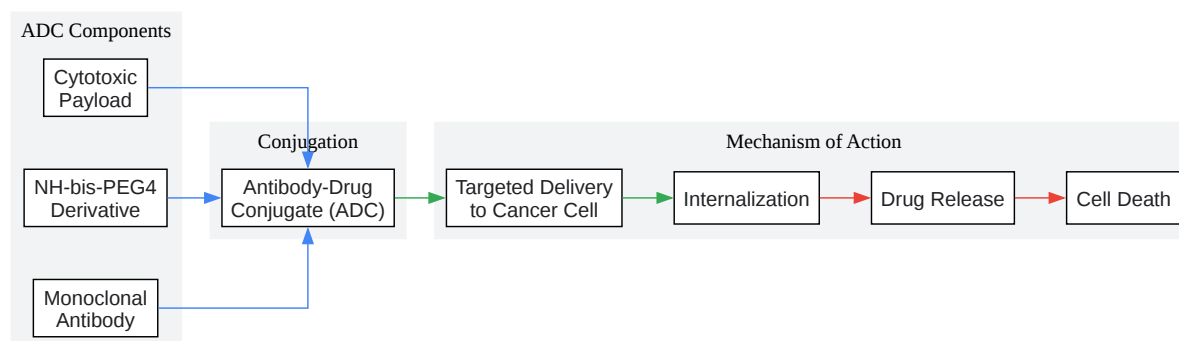 ADC Components
Cytotoxic
Payload
NH-bis-PEG4
Derivative
Monoclonal
Antibody
Conjugation
Antibody-Drug
Conjugate (ADC)
Mechanism of Action
Targeted Delivery
to Cancer Cell
Internalization
Drug Release
Cell Death